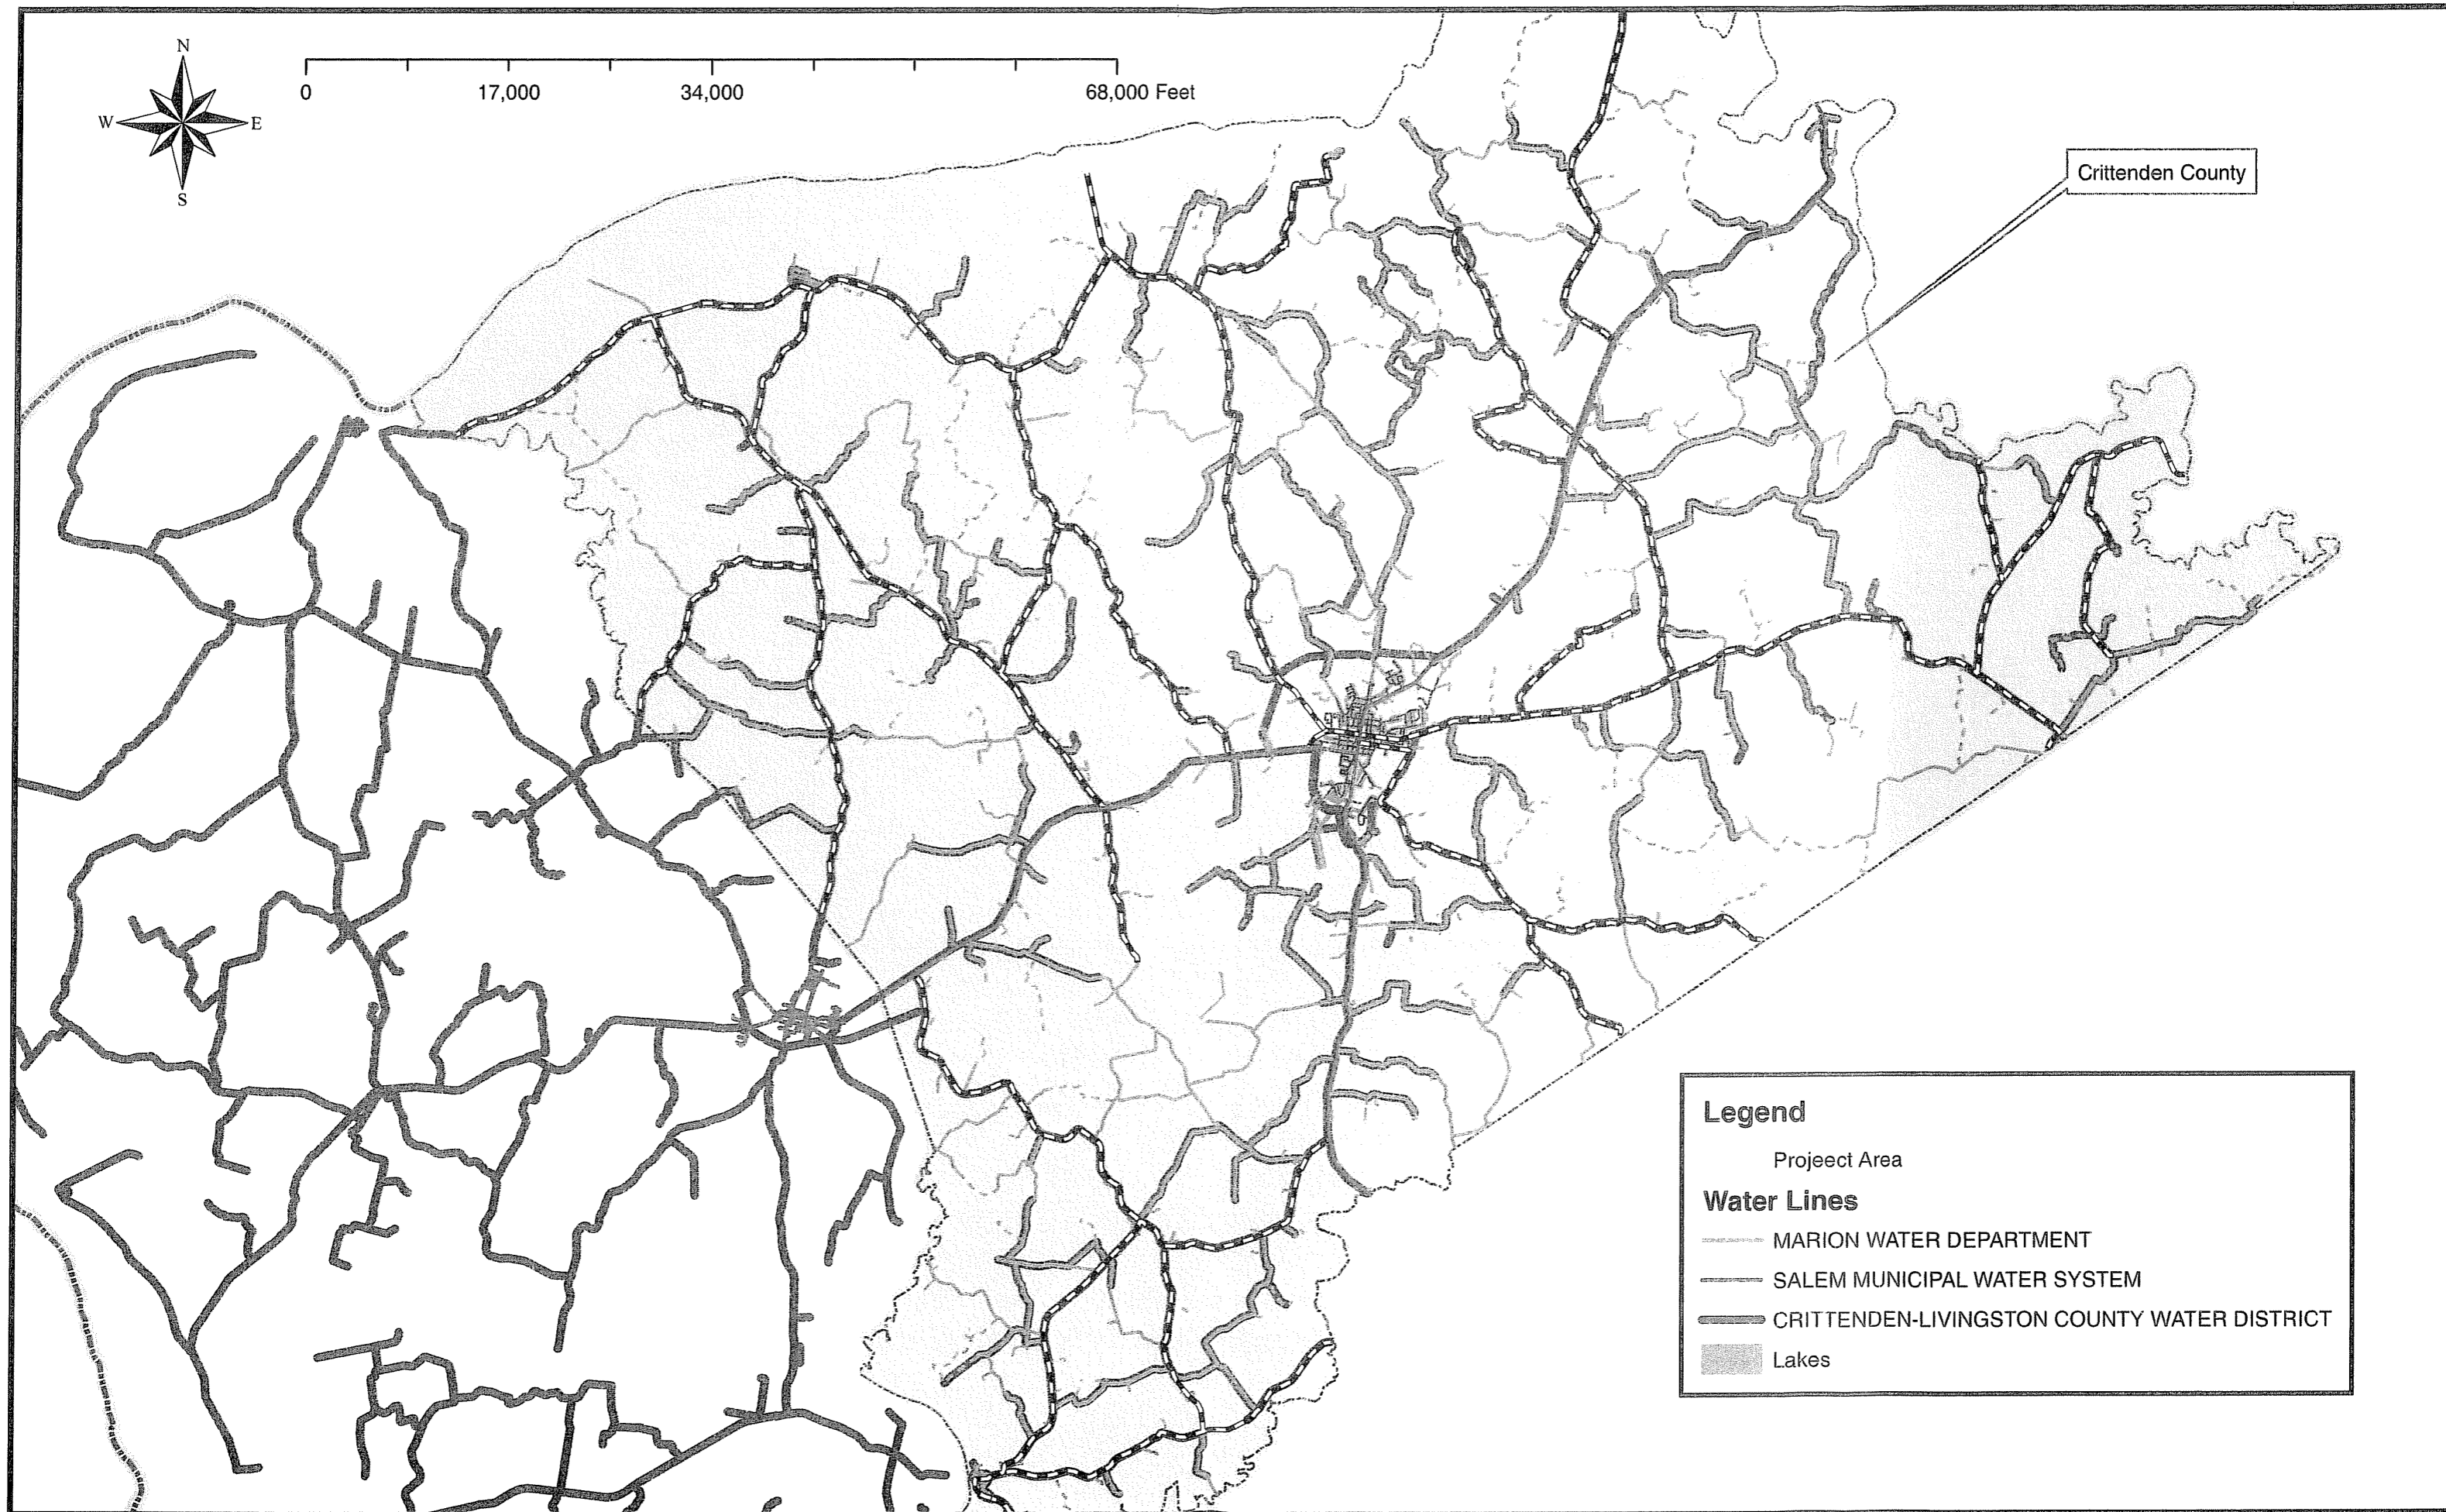 N
W E
S
0 17,000 34,000 68,000 Feet
Crittenden County
Legend
Projeect Area
Water Lines
MARION WATER DEPARTMENT
SALEM MUNICIPAL WATER SYSTEM
CRITTENDEN-LIVINGSTON COUNTY WATER DISTRICT
Lakes